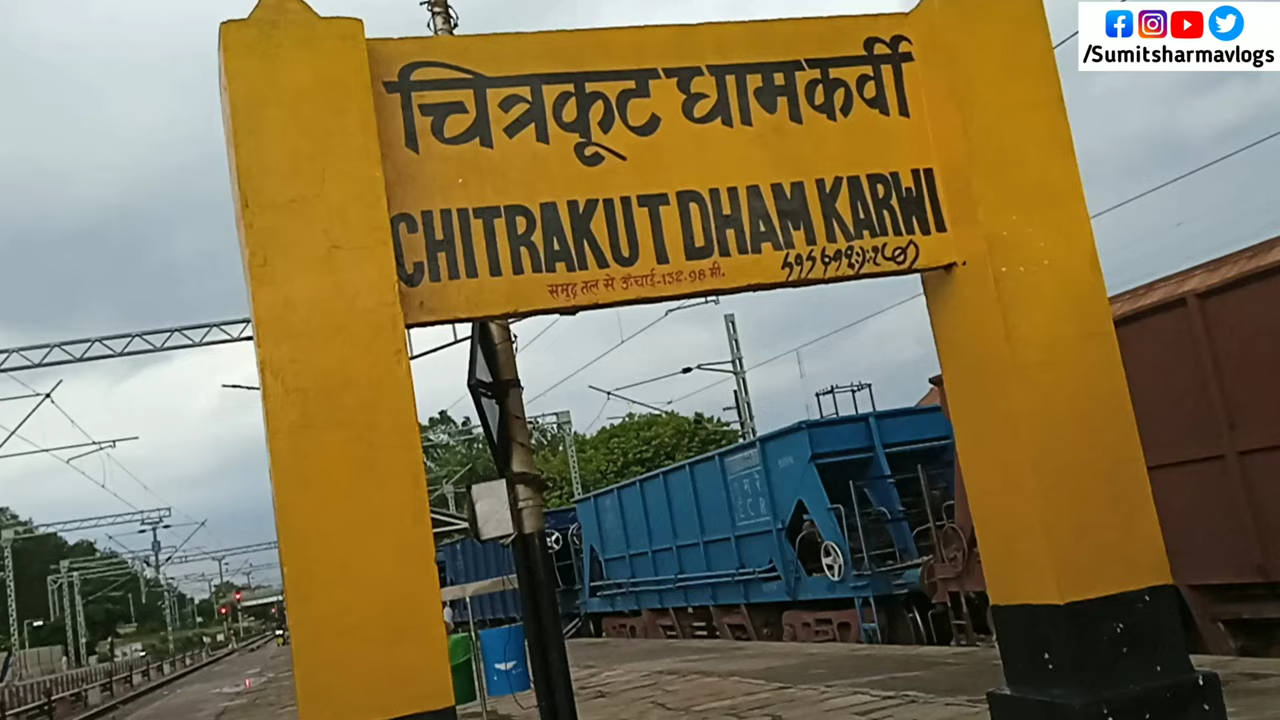 /Sumitsharmavlogs
चित्रकूट धामकर्वी
CHITRAKUT DHAM KARWI
समुद्र तल से ऊँचाई-132.98 मी.
E C R